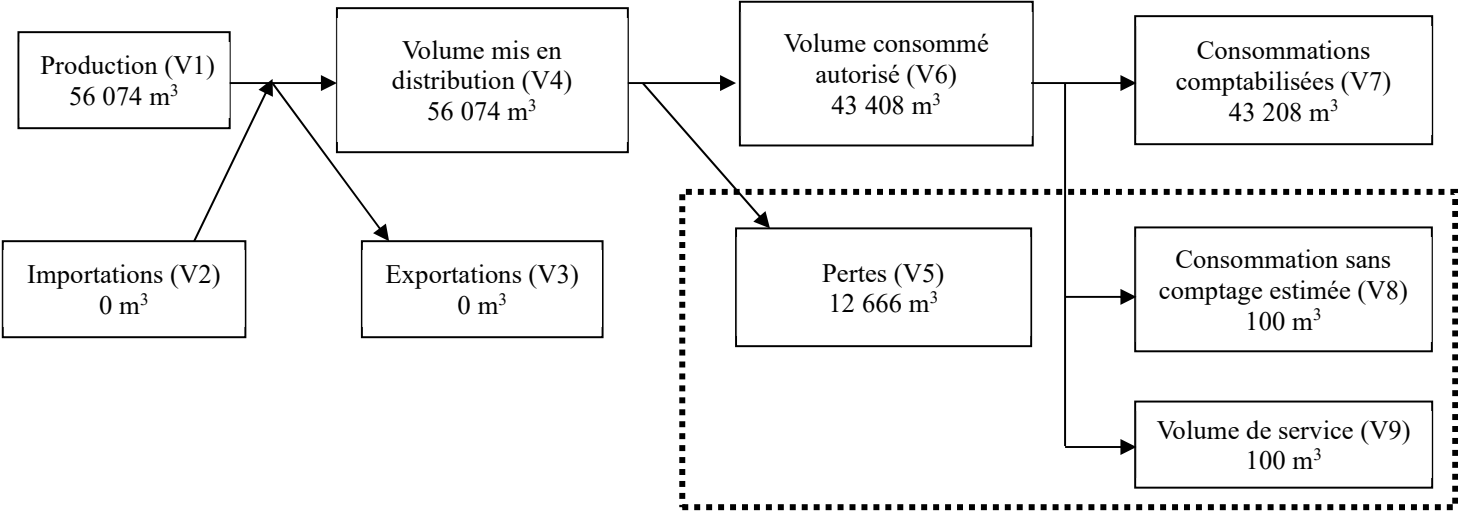 Production (V1)
56 074 m³
Volume mis en
distribution (V4)
56 074 m³
Volume consommé
autorisé (V6)
43 408 m³
Consommations
comptabilisées (V7)
43 208 m³
Importations (V2)
0 m³
Exportations (V3)
0 m³
Pertes (V5)
12 666 m³
Consommation sans
comptage estimée (V8)
100 m³
Volume de service (V9)
100 m³